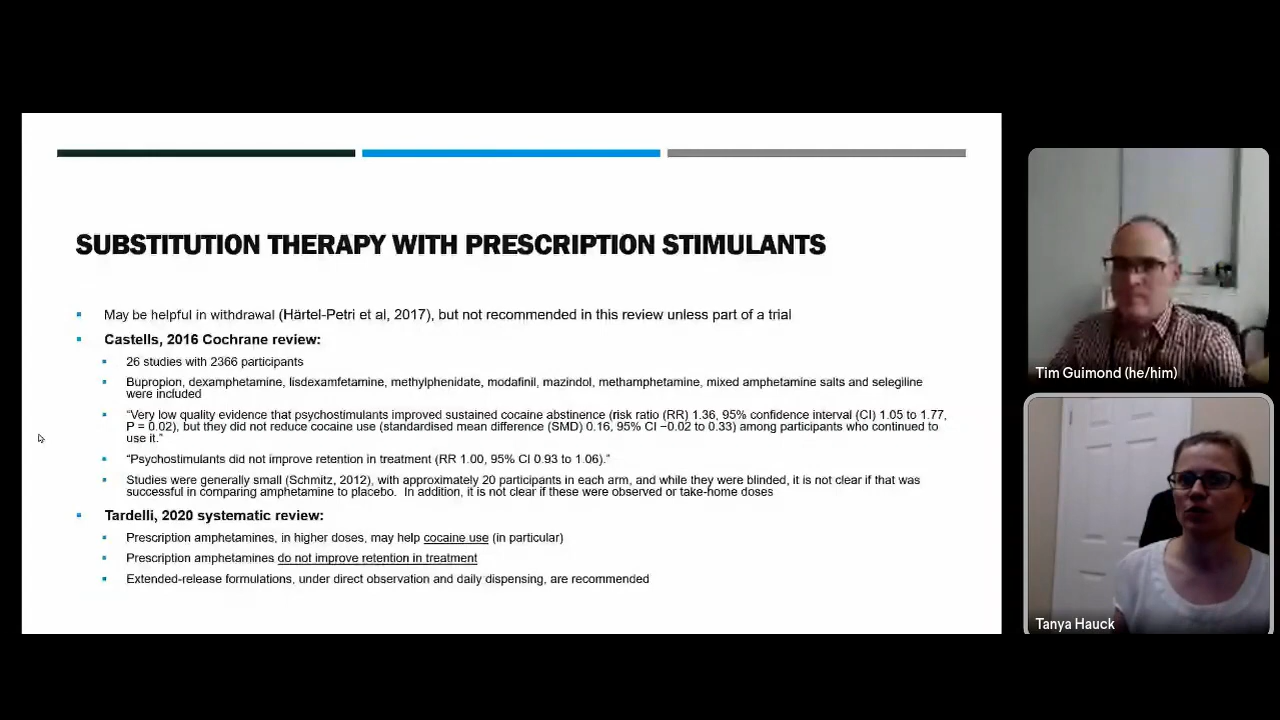 SUBSTITUTION THERAPY WITH PRESCRIPTION STIMULANTS
May be helpful in withdrawal (Härtel-Petri et al, 2017), but not recommended in this review unless part of a trial
Castells, 2016 Cochrane review:
26 studies with 2366 participants
Bupropion, dexamphetamine, lisdexamfetamine, methylphenidate, modafinil, mazindol, methamphetamine, mixed amphetamine salts and selegiline
were included
“Very low quality evidence that psychostimulants improved sustained cocaine abstinence (risk ratio (RR) 1.36, 95% confidence interval (CI) 1.05 to 1.77,
P = 0.02), but they did not reduce cocaine use (standardised mean difference (SMD) 0.16, 95% CI −0.02 to 0.33) among participants who continued to
use it.”
“Psychostimulants did not improve retention in treatment (RR 1.00, 95% CI 0.93 to 1.06).”
Studies were generally small (Schmitz, 2012), with approximately 20 participants in each arm, and while they were blinded, it is not clear if that was
successful in comparing amphetamine to placebo. In addition, it is not clear if these were observed or take-home doses
Tardelli, 2020 systematic review:
Prescription amphetamines, in higher doses, may help cocaine use (in particular)
Prescription amphetamines do not improve retention in treatment
Extended-release formulations, under direct observation and daily dispensing, are recommended
Tim Guimond (he/him)
Tanya Hauck